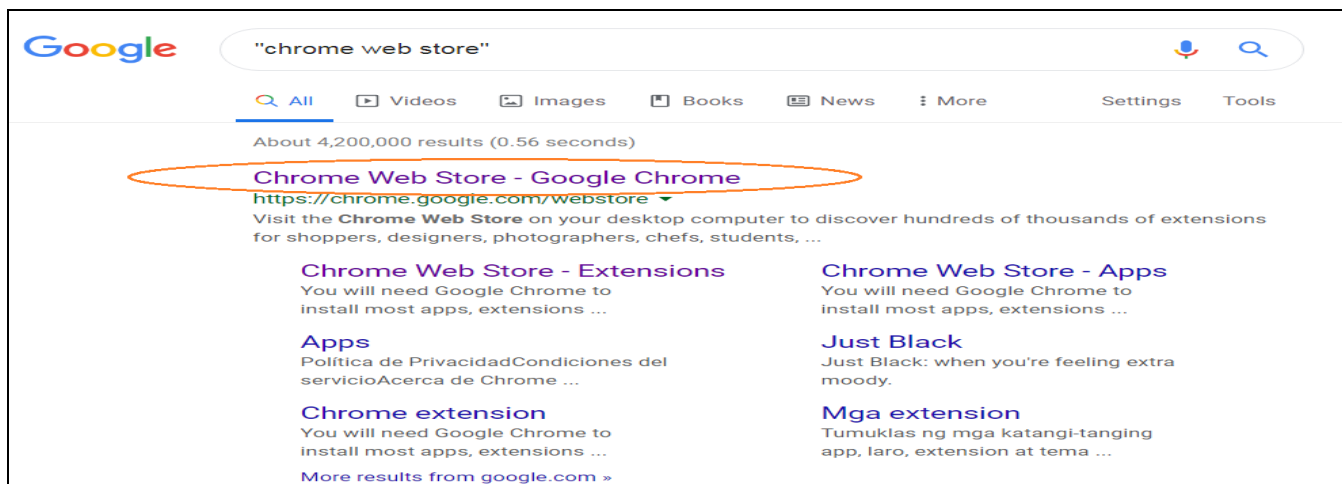 Google
"chrome web store"
All Videos Images Books News More Settings Tools
About 4,200,000 results (0.56 seconds)
Chrome Web Store - Google Chrome
https://chrome.google.com/webstore
Visit the Chrome Web Store on your desktop computer to discover hundreds of thousands of extensions
for shoppers, designers, photographers, chefs, students, ...
Chrome Web Store - Extensions
You will need Google Chrome to
install most apps, extensions ...
Chrome Web Store - Apps
You will need Google Chrome to
install most apps, extensions ...
Apps
Política de PrivacidadCondiciones del
servicioAcerca de Chrome ...
Just Black
Just Black: when you're feeling extra
moody.
Chrome extension
You will need Google Chrome to
install most apps, extensions ...
Mga extension
Tumuklas ng mga katangi-tanging
app, laro, extension at tema ...
More results from google.com »